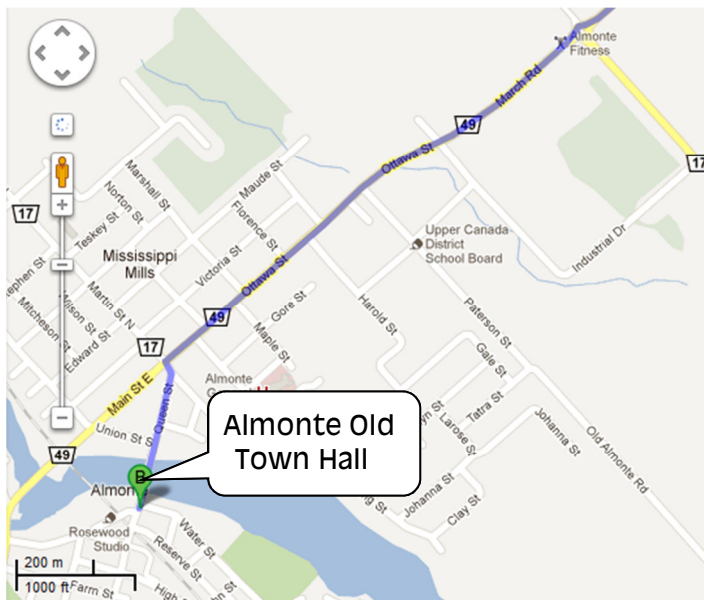 Almonte
Fitness
March Rd
49
Ottawa St
17
Maude St
Marshall St
Norton St
17
Teskey St
Florence St
Upper Canada
District
School Board
Industrial Dr
Mississippi
Mills
Victoria St
Ottawa St
Martin St N
Wilson St
Mitcheson St
Edward St
49
Gore St
Harold St
Paterson St
17
Maple St
Gale St
Main St E
Almonte
Queen St
Tatra St
Larose St
Johanna St
Old Almonte Rd
Union St S
Almonte Old
Town Hall
49
B
Johanna St
Clay St
Rosewood
Studio
Water St
Reserve St
200 m
1000 ft
Farm St